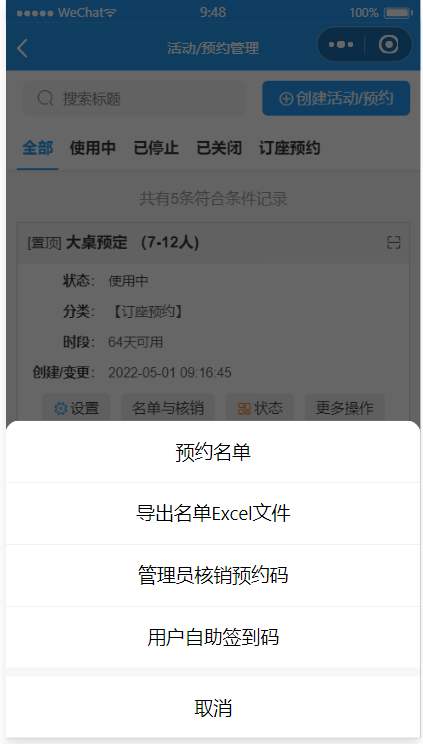 WeChat 9:48 100%
活动/预约管理
搜索标题 创建活动/预约
全部 使用中 已停止 已关闭 订座预约
共有5条符合条件记录
[置顶] 大桌预定 （7-12人）
状态： 使用中
分类： 【订座预约】
时段： 64天可用
创建/变更： 2022-05-01 09:16:45
设置 名单与核销 状态 更多操作
预约名单
导出名单Excel文件
管理员核销预约码
用户自助签到码
取消